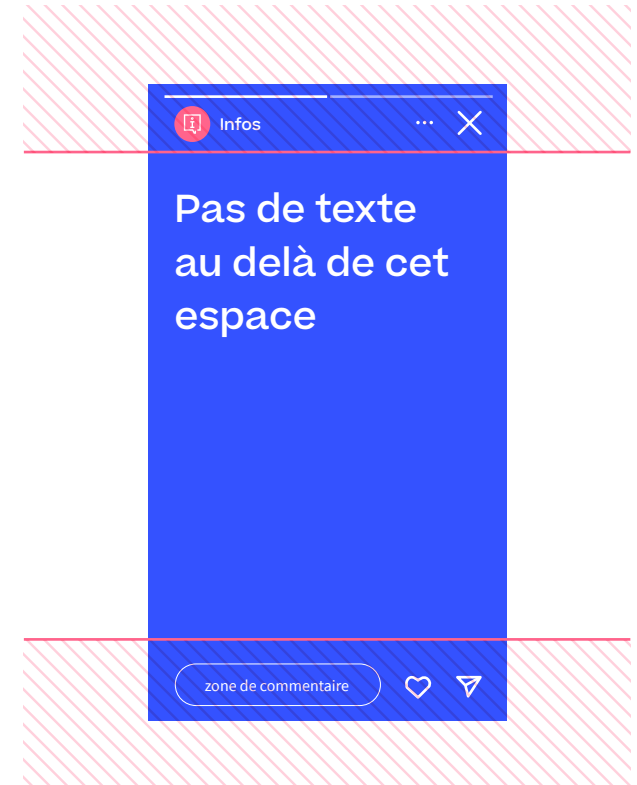 Infos
Pas de texte
au delà de cet
espace
zone de commentaire